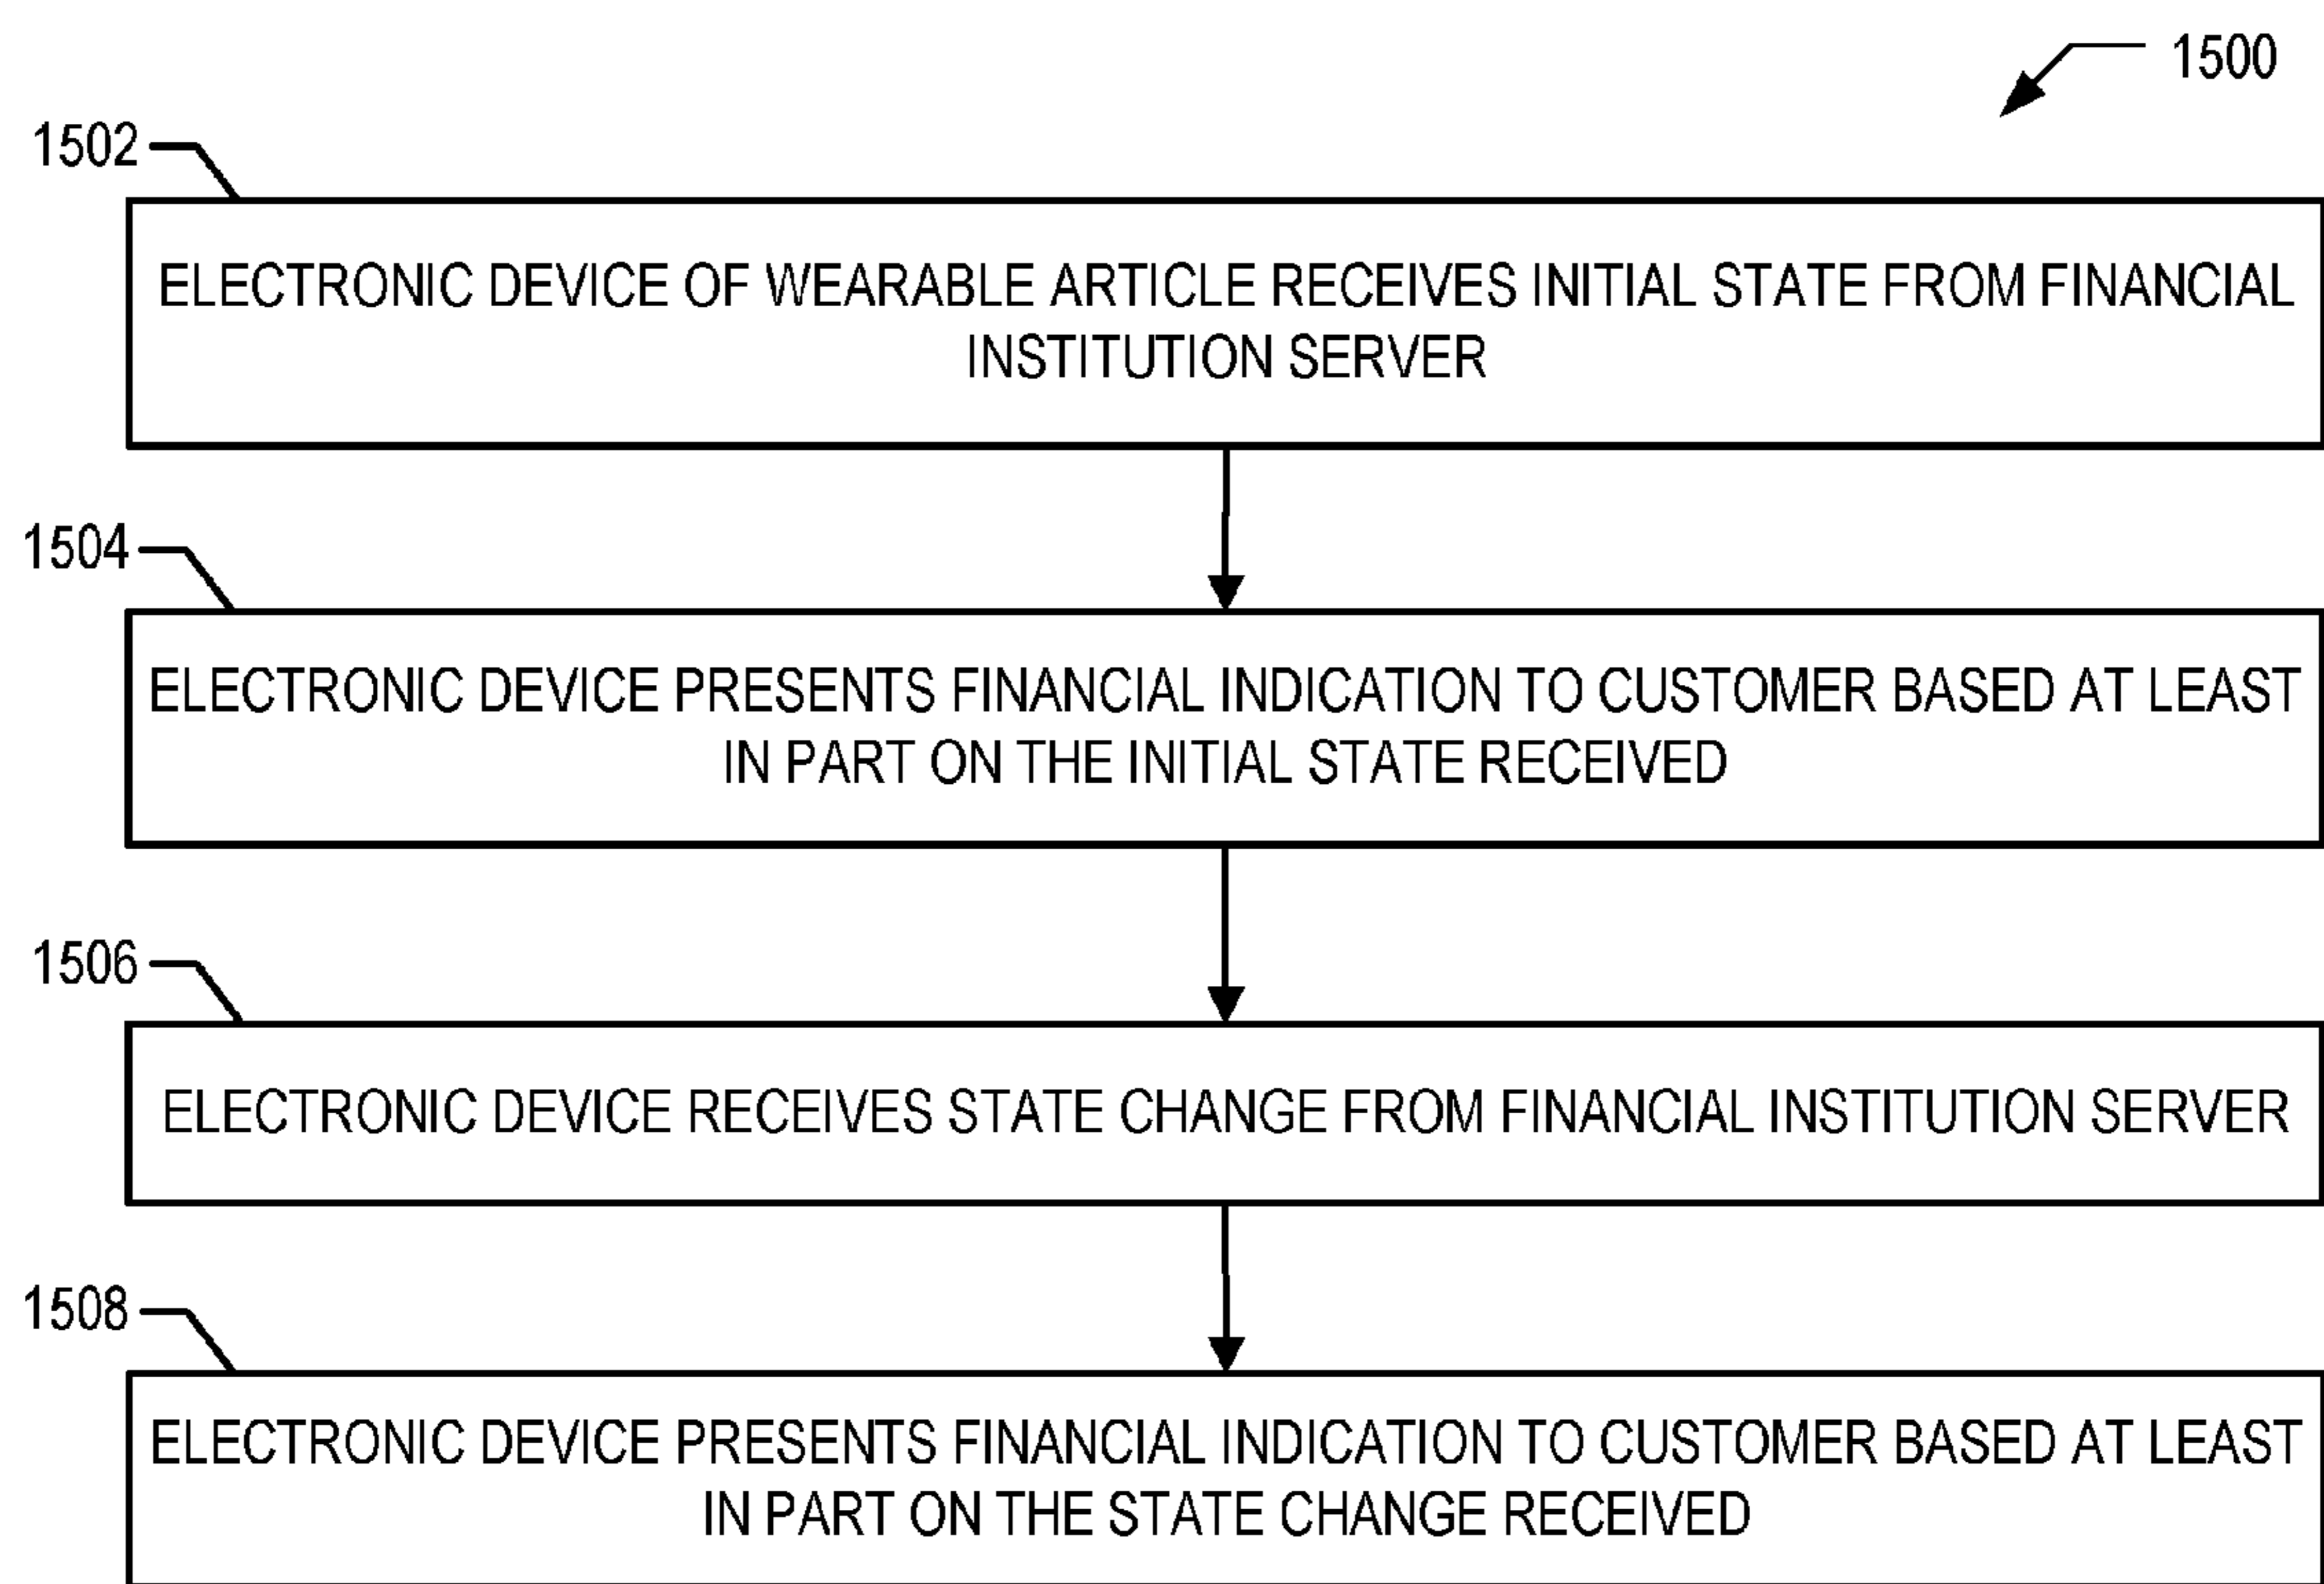 1500
1502
ELECTRONIC DEVICE OF WEARABLE ARTICLE RECEIVES INITIAL STATE FROM FINANCIAL
INSTITUTION SERVER
1504
ELECTRONIC DEVICE PRESENTS FINANCIAL INDICATION TO CUSTOMER BASED AT LEAST
IN PART ON THE INITIAL STATE RECEIVED
1506
ELECTRONIC DEVICE RECEIVES STATE CHANGE FROM FINANCIAL INSTITUTION SERVER
1508
ELECTRONIC DEVICE PRESENTS FINANCIAL INDICATION TO CUSTOMER BASED AT LEAST
IN PART ON THE STATE CHANGE RECEIVED